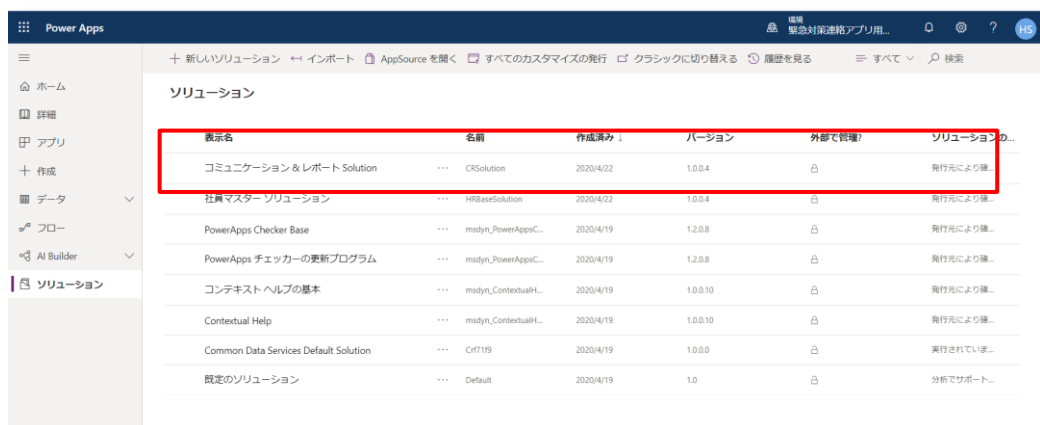 Power Apps
環境
緊急対策連絡アプリ用...
?
HS
新しいソリューション インポート AppSource を開く すべてのカスタマイズの発行 クラシックに切り替える 履歴を見る すべて 検索
ホーム
詳細
アプリ
作成
データ
フロー
AI Builder
ソリューション
ソリューション
表示名 名前 作成済み ↓ バージョン 外部で管理? ソリューションの...
コミュニケーション & レポート Solution ... CRSolution 2020/4/22 1.0.0.4 発行元により確...
社員マスター ソリューション ... HRBaseSolution 2020/4/22 1.0.0.4 発行元により確...
PowerApps Checker Base ... msdyn_PowerAppsC... 2020/4/19 1.2.0.8 発行元により確...
PowerApps チェッカーの更新プログラム ... msdyn_PowerAppsC... 2020/4/19 1.2.0.8 発行元により確...
コンテキスト ヘルプの基本 ... msdyn_ContextualH... 2020/4/19 1.0.0.10 発行元により確...
Contextual Help ... msdyn_ContextualH... 2020/4/19 1.0.0.10 発行元により確...
Common Data Services Default Solution ... Crf71f9 2020/4/19 1.0.0.0 実行されていま...
既定のソリューション ... Default 2020/4/19 1.0 分析でサポート...